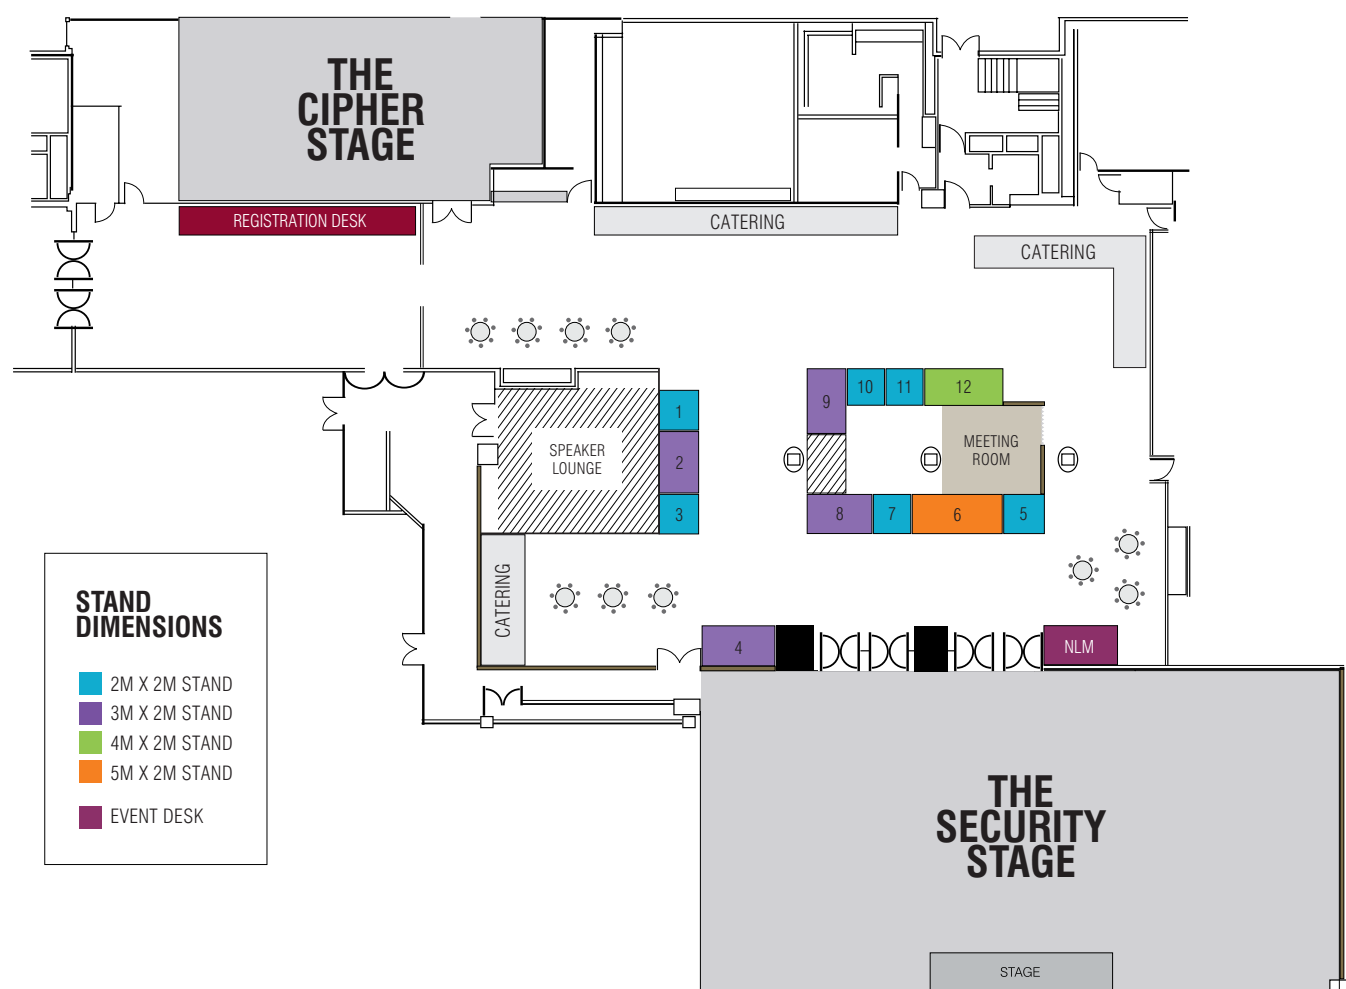 THE
CIPHER
STAGE
REGISTRATION DESK
CATERING
CATERING
10
11
12
9
1
2
3
SPEAKER
LOUNGE
MEETING
ROOM
8
7
6
5
CATERING
4
NLM
STAND
DIMENSIONS
2M X 2M STAND
3M X 2M STAND
4M X 2M STAND
5M X 2M STAND
EVENT DESK
THE
SECURITY
STAGE
STAGE